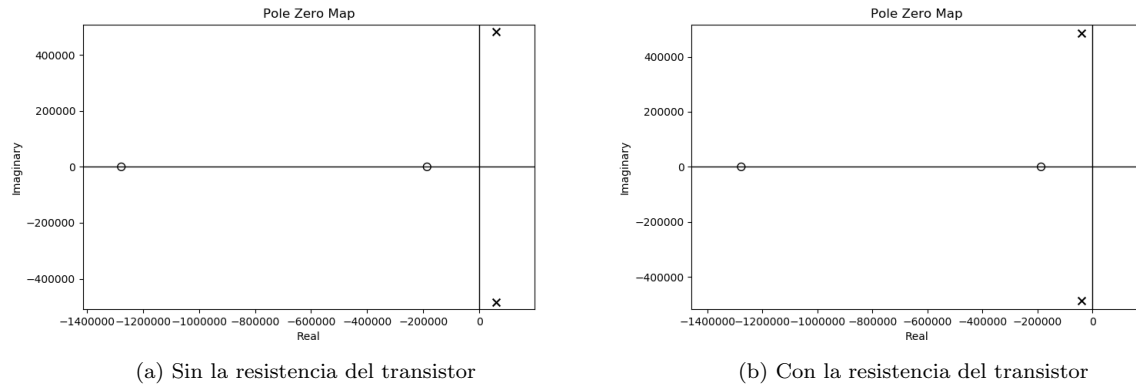 Pole Zero Map
400000
200000
0
−200000
−400000
Imaginary
−1400000 −1200000 −1000000 −800000 −600000 −400000 −200000 0
Real
(a) Sin la resistencia del transistor
Pole Zero Map
400000
200000
0
−200000
−400000
Imaginary
−1400000 −1200000 −1000000 −800000 −600000 −400000 −200000 0
Real
(b) Con la resistencia del transistor